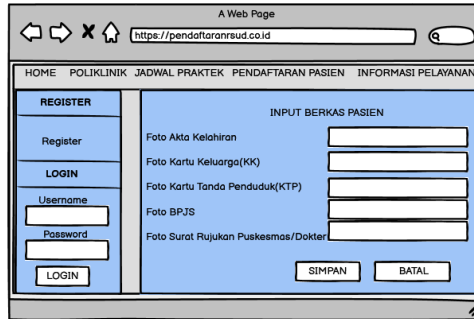 A Web Page
https://pendaftaranrsud.co.id
HOME POLIKLINIK JADWAL PRAKTEK PENDAFTARAN PASIEN INFORMASI PELAYANAN
REGISTER
Register
LOGIN
Username
Password
LOGIN
INPUT BERKAS PASIEN
Foto Akta Kelahiran
Foto Kartu Keluarga(KK)
Foto Kartu Tanda Penduduk(KTP)
Foto BPJS
Foto Surat Rujukan Puskesmas/Dokter
SIMPAN BATAL